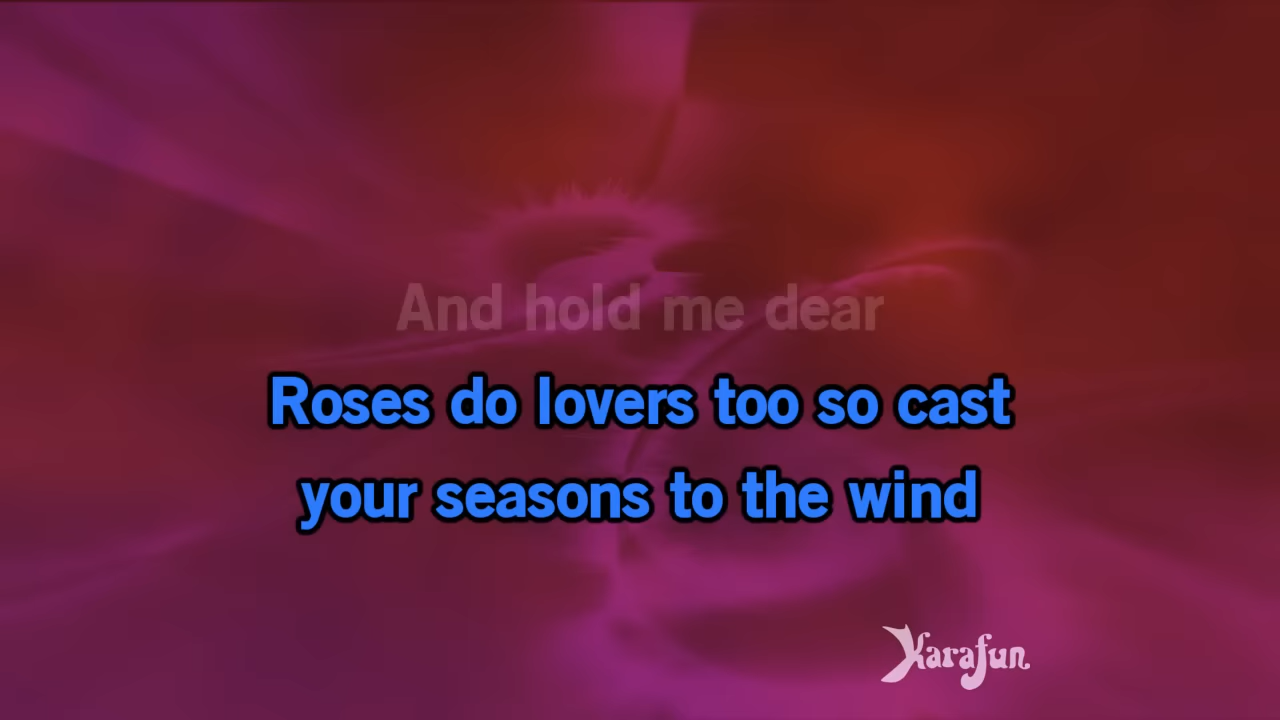 And hold me dear
Roses do lovers too so cast
your seasons to the wind
Karafun